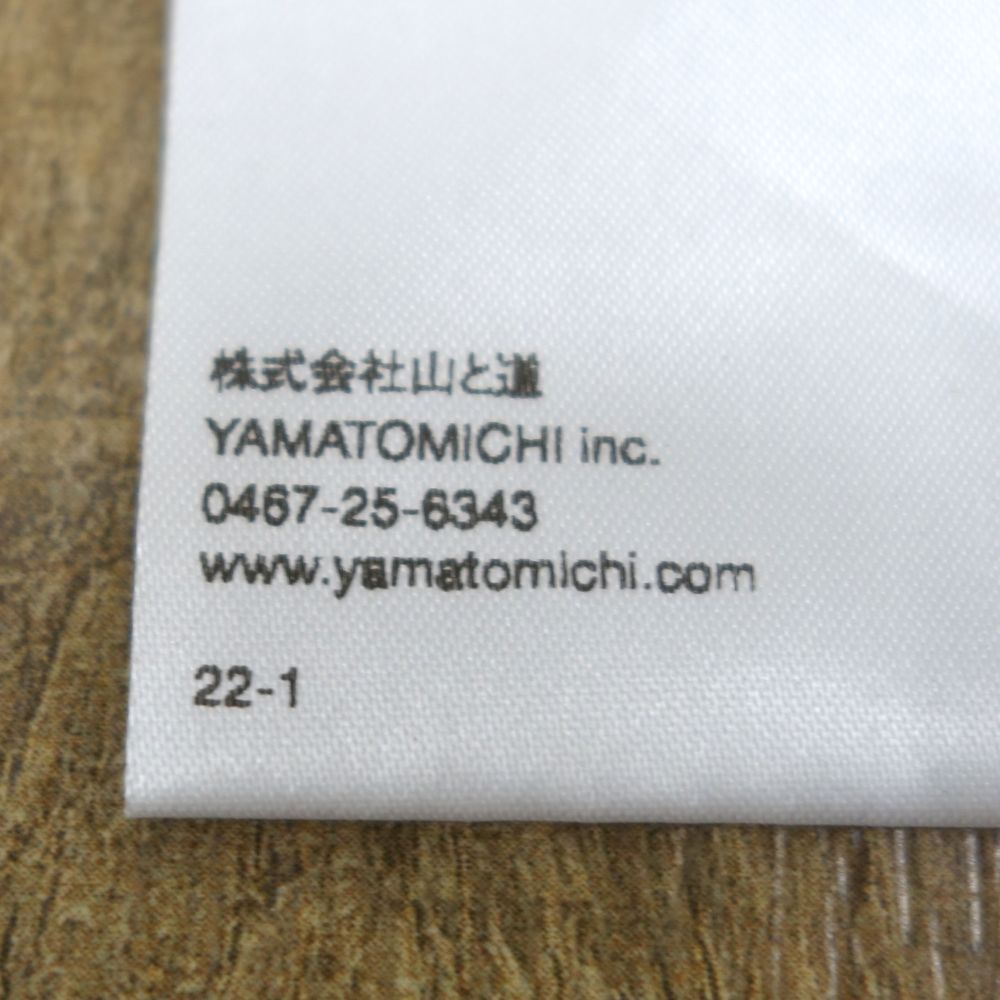 株式会社山と道
YAMATOMICHI inc.
0467-25-6343
www.yamatomichi.com
22-1